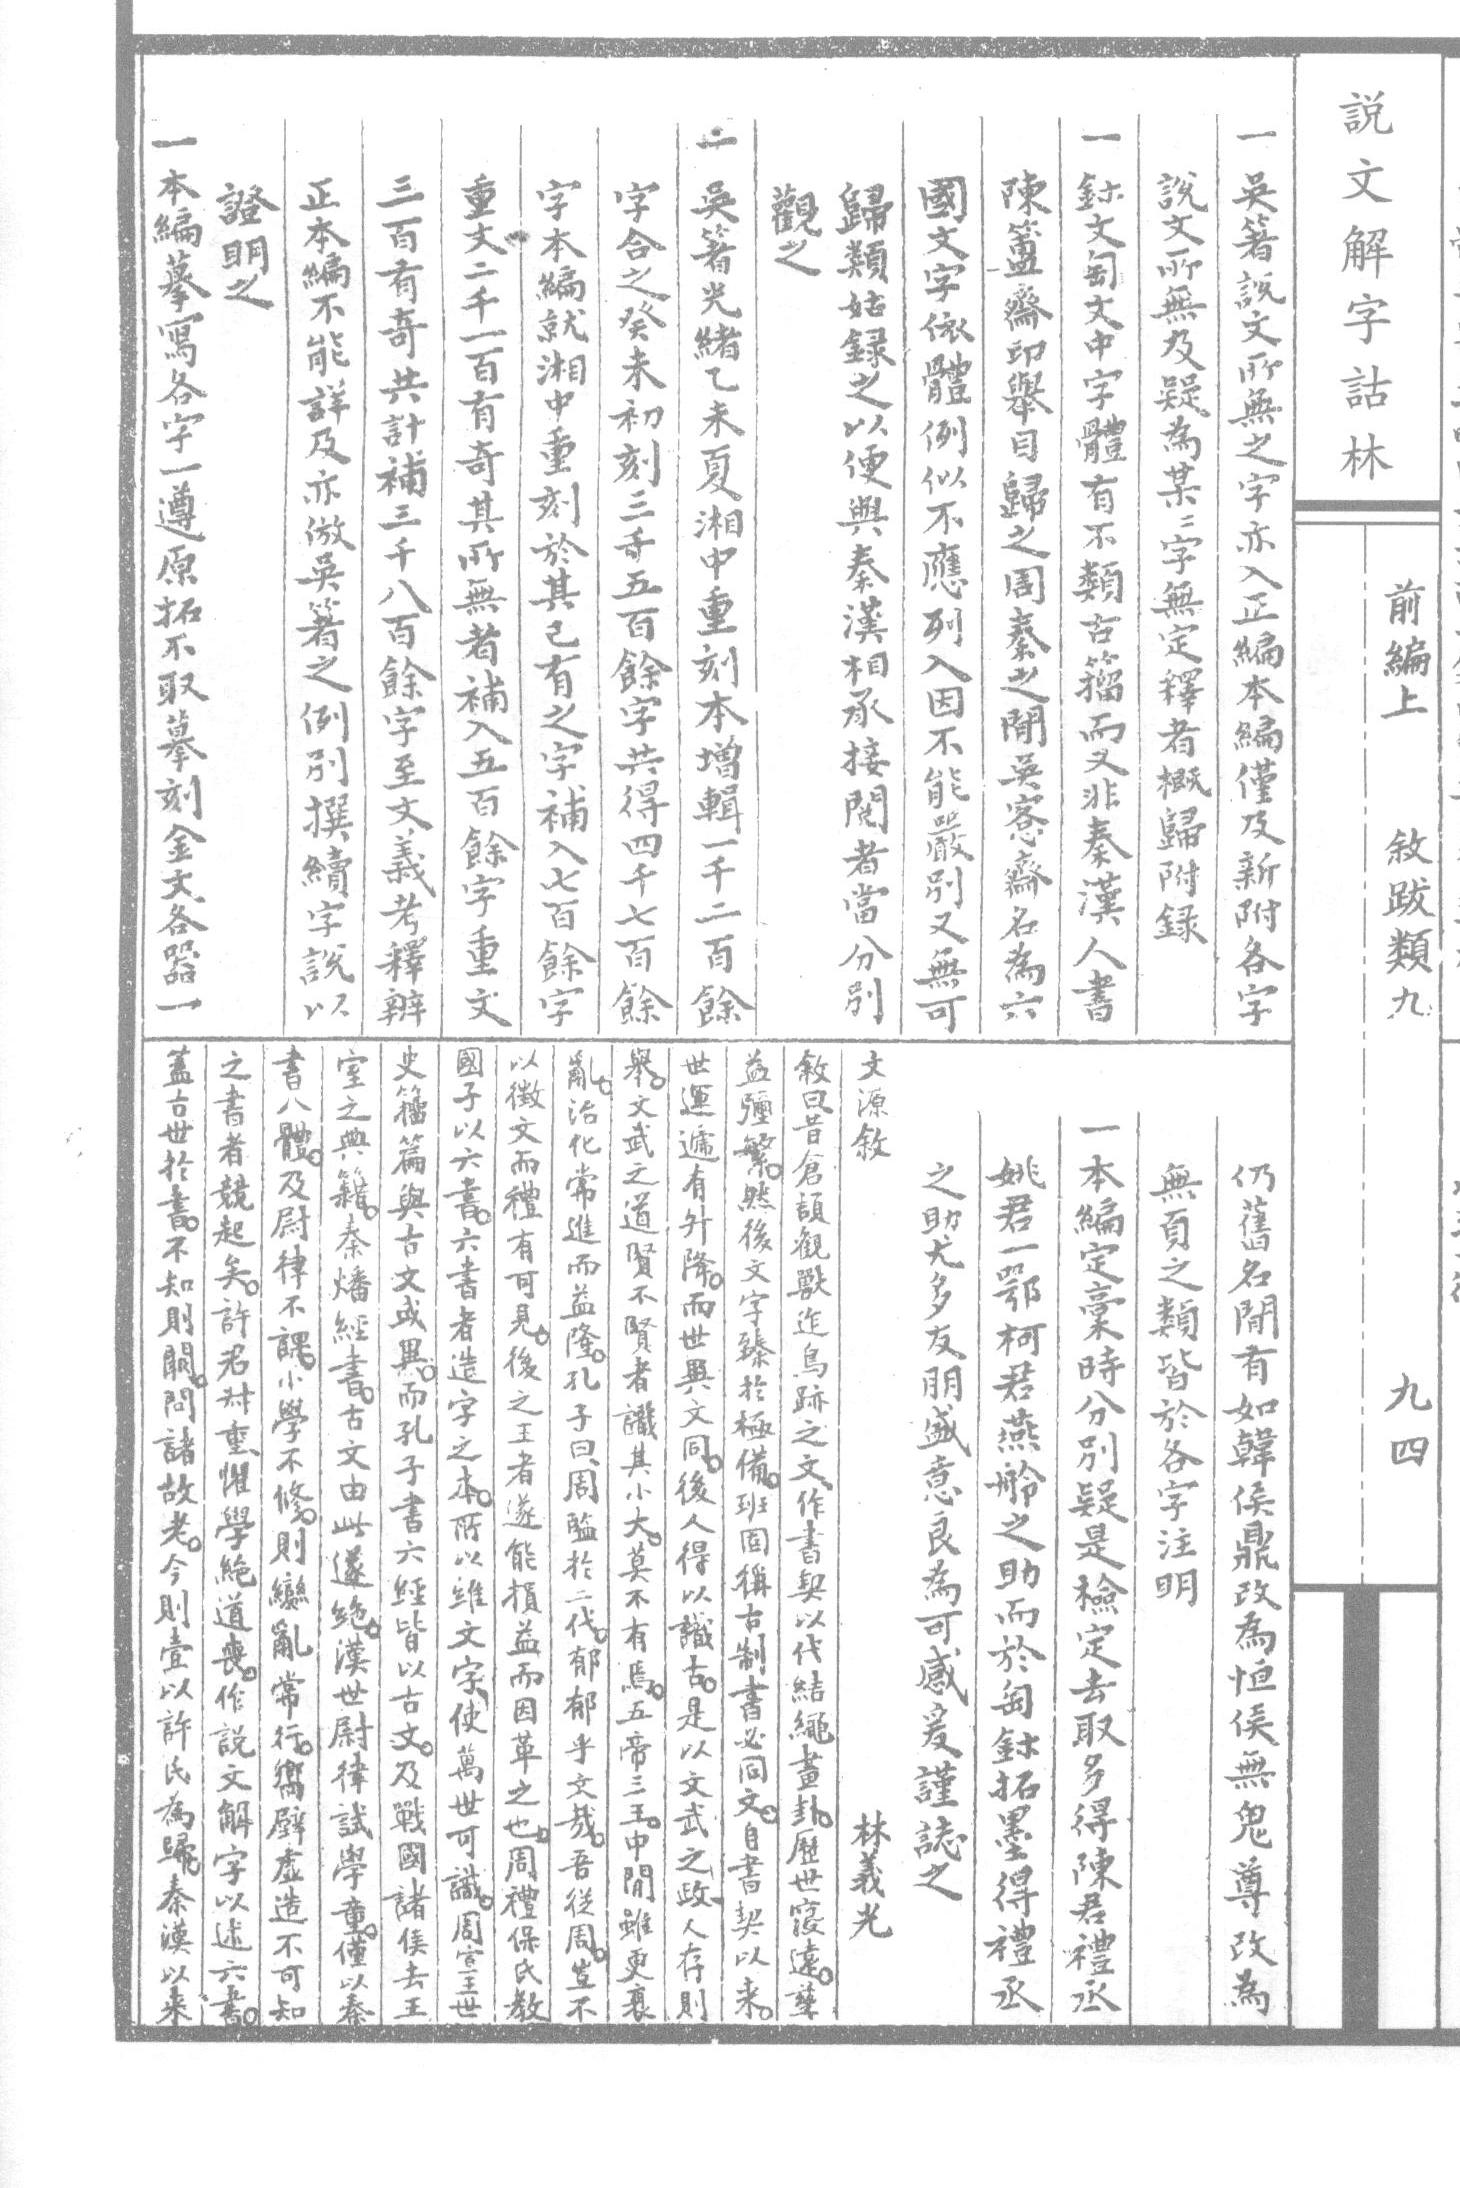 說文解字詁林
前編上
敘跋類九
九四
一吳箸說文所無之字亦入正編本編僅及新附各字
說文所無及疑為某三字無定釋者概歸附錄
一鉥文匋文中字體有不類古籀而又非秦漢人書
陳簠齋印舉目歸之周秦之間吳愙齋名為六
國文字依體例似不應列入因不能嚴別又無可
歸類姑録之以便與秦漢相承接閱者當分別
觀之
一吳箸光緒乙未夏湘中重刻本增輯一千二百餘
字合之癸未初刻三千五百餘字共得四千七百餘
字本編就湘中重刻於其已有之字補入七百餘字
重文二千一百有奇其所無者補入五百餘字重文
三百有奇共計補三千八百餘字至文義考釋辨
正本編不能詳及亦倣吳箸之例別撰續字說以
證明之
一本編摹寫各字一遵原拓不取摹刻金文各器一
仍舊名閒有如韓侯鼎改為恒侯無鬼尊改為
無頁之類皆於各字注明
一本編定稾時分別疑是檢定去取多得陳君禮丞
姚君一鄂柯君燕舲之助而於匋鉥拓墨得禮丞
之助尤多友朋盛意良為可感爰謹誌之
文源敘
林義光
敘曰昔倉頡觀獸迹鳥跡之文作書契以代結繩畫卦。歷世寖遠。孳
益彌繁。然後文字臻於極備。班固稱古制書必同文。自書契以來。
世運遞有升降。而世異文同。後人得以識古。是以文武之政人存則
舉。文武之道賢不賢者識其小大。莫不有焉。五帝三王。中閒雖更衰
亂。治化常進而益隆。孔子曰周監於二代。郁郁乎文哉。吾從周。豈不
以徵文而禮有可見。後之王者遂能損益而因革之也。周禮保氏教
國子以六書。六書者造字之本。所以維文字使萬世可識。周宣王世
史籀篇與古文或異。而孔子書六經皆以古文。及戰國諸侯去王
室之典籍。秦燔經書。古文由此遂絕。漢世尉律試學童。僅以秦
書八體。及尉律不課。小學不修。則變亂常行。嚮壁虛造不可知
之書者競起矣。許君於重惧學絶道喪。作說文解字以述六書。
蓋古世於書。不知則闕。問諸故老。今則壹以許氏為歸。秦漢以來